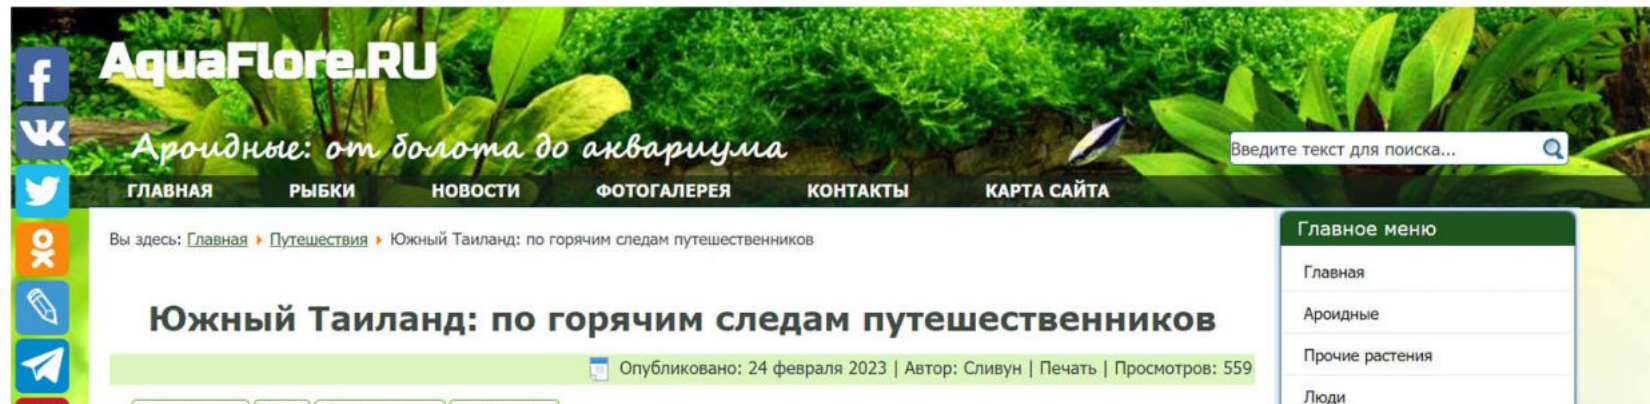 AquaFlore.RU
Ароидные: от болота до аквариума
Введите текст для поиска...
ГЛАВНАЯ РЫБКИ НОВОСТИ ФОТОГАЛЕРЕЯ КОНТАКТЫ КАРТА САЙТА
Вы здесь: Главная Путешествия Южный Таиланд: по горячим следам путешественников
Южный Таиланд: по горячим следам путешественников
Опубликовано: 24 февраля 2023 | Автор: Сливун | Печать | Просмотров: 559
Главное меню
Главная
Ароидные
Прочие растения
Люди